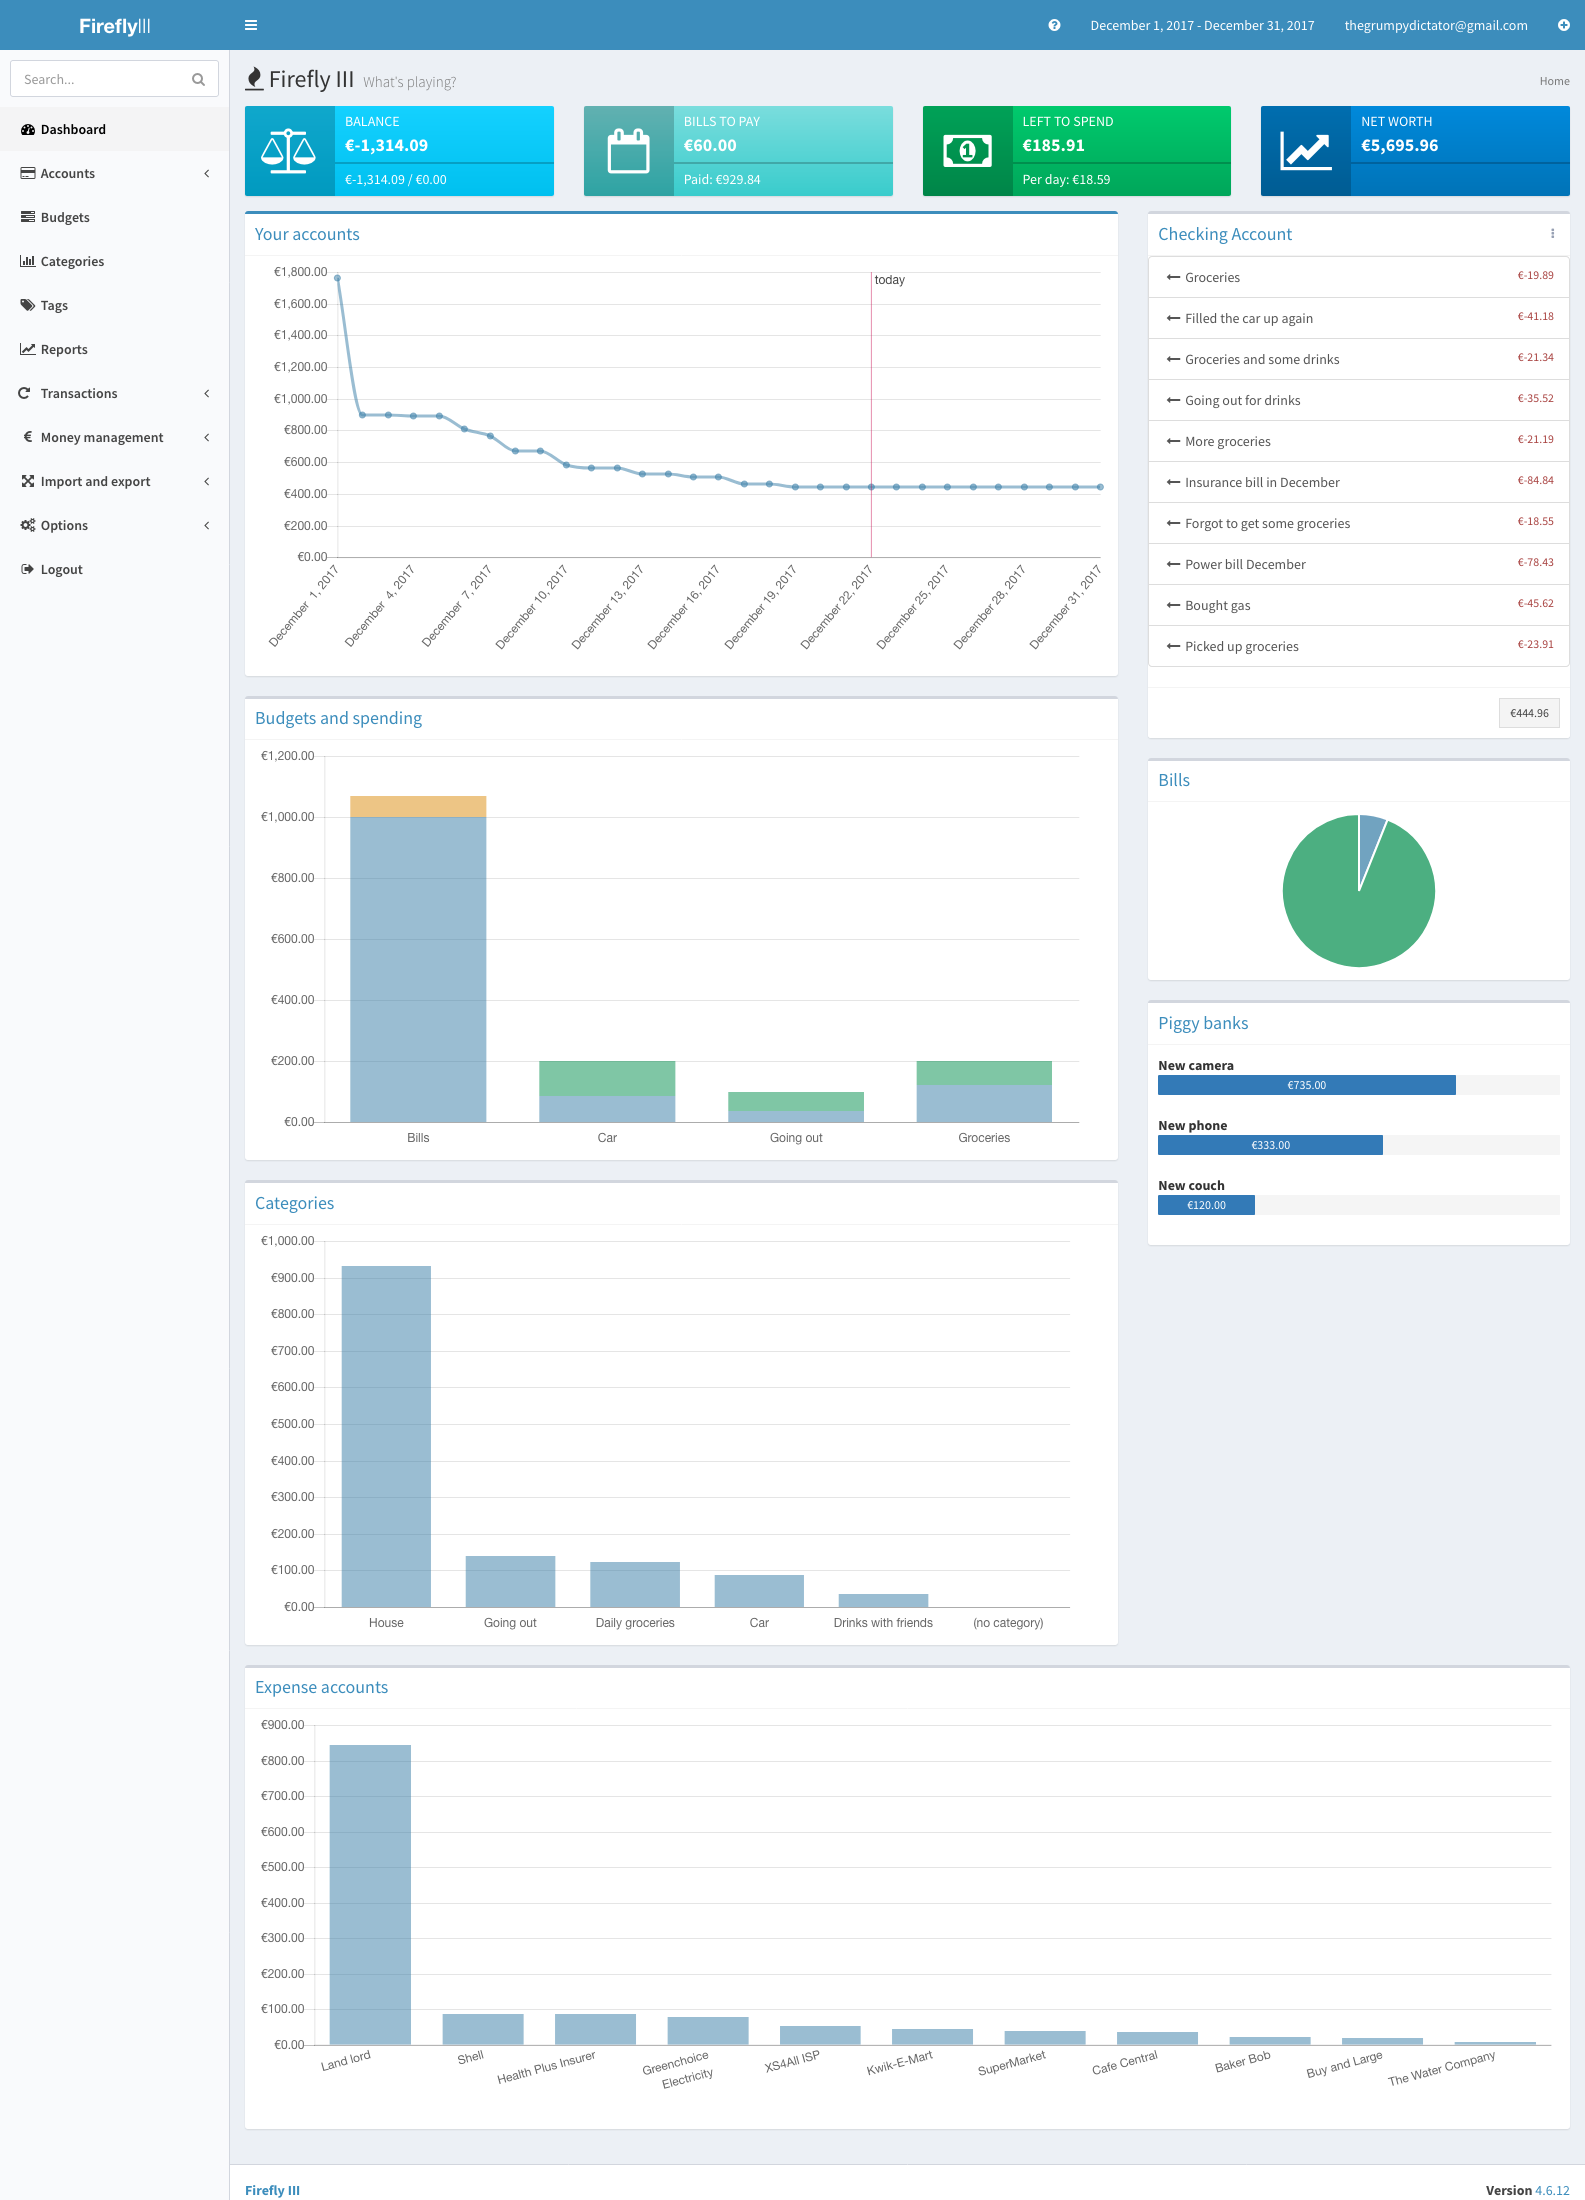 FireflyIII
December 1, 2017 - December 31, 2017
thegrumpydictator@gmail.com
Search...
Dashboard
Accounts
Budgets
Categories
Tags
Reports
Transactions
Money management
Import and export
Options
Logout
Firefly III What's playing?
Home
BALANCE
€-1,314.09
€-1,314.09 / €0.00
BILLS TO PAY
€60.00
Paid: €929.84
LEFT TO SPEND
€185.91
Per day: €18.59
NET WORTH
€5,695.96
Your accounts
€1,800.00
€1,600.00
€1,400.00
€1,200.00
€1,000.00
€800.00
€600.00
€400.00
€200.00
€0.00
today
December 1, 2017
December 4, 2017
December 7, 2017
December 10, 2017
December 13, 2017
December 16, 2017
December 19, 2017
December 22, 2017
December 25, 2017
December 28, 2017
December 31, 2017
Checking Account
Groceries €-19.89
Filled the car up again €-41.18
Groceries and some drinks €-21.34
Going out for drinks €-35.52
More groceries €-21.19
Insurance bill in December €-84.84
Forgot to get some groceries €-18.55
Power bill December €-78.43
Bought gas €-45.62
Picked up groceries €-23.91
€444.96
Budgets and spending
€1,200.00
€1,000.00
€800.00
€600.00
€400.00
€200.00
€0.00
Bills
Car
Going out
Groceries
Bills
Piggy banks
New camera
€735.00
New phone
€333.00
New couch
€120.00
Categories
€1,000.00
€900.00
€800.00
€700.00
€600.00
€500.00
€400.00
€300.00
€200.00
€100.00
€0.00
House
Going out
Daily groceries
Car
Drinks with friends
(no category)
Expense accounts
€900.00
€800.00
€700.00
€600.00
€500.00
€400.00
€300.00
€200.00
€100.00
€0.00
Land lord
Shell
Health Plus Insurer
Greenchoice
Electricity
XS4All ISP
Kwik-E-Mart
SuperMarket
Cafe Central
Baker Bob
Buy and Large
The Water Company
Firefly III
Version 4.6.12